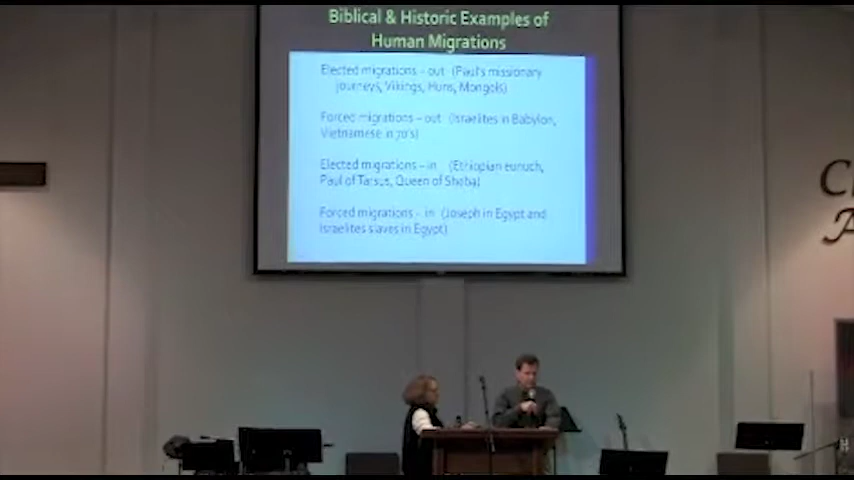 Biblical & Historic Examples of
Human Migrations
Elected migrations – out (Paul's missionary
journeys, Vikings, Huns, Mongols)
Forced migrations – out (Israelites in Babylon,
Vietnamese in 70's)
Elected migrations – in (Ethiopian eunuch,
Paul of Tarsus, Queen of Sheba)
Forced migrations - in (Joseph in Egypt and
Israelites slaves in Egypt)